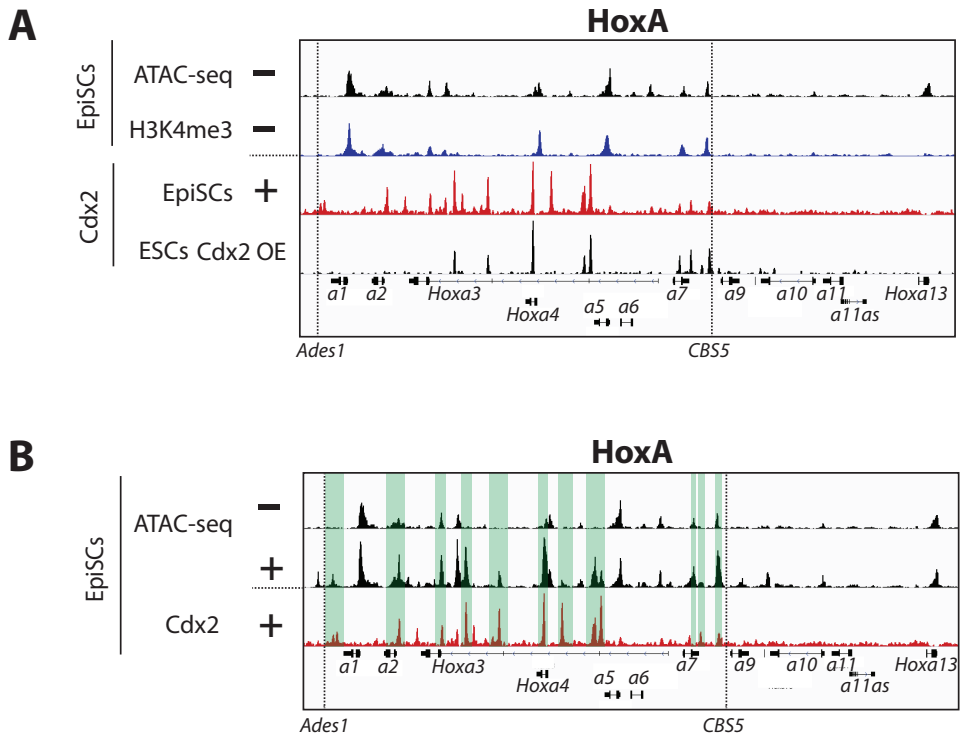 A
HoxA
EpiSCs
ATAC-seq –
H3K4me3 –
Cdx2
EpiSCs +
ESCs Cdx2 OE
a1 a2 Hoxa3 a7 a9 a10 a11 Hoxa13
Hoxa4 a5 a6 a11as
Ades1 CBS5
B
HoxA
EpiSCs
ATAC-seq –
+
Cdx2 +
a1 a2 Hoxa3 a7 a9 a10 a11 Hoxa13
Hoxa4 a5 a6 a11as
Ades1 CBS5